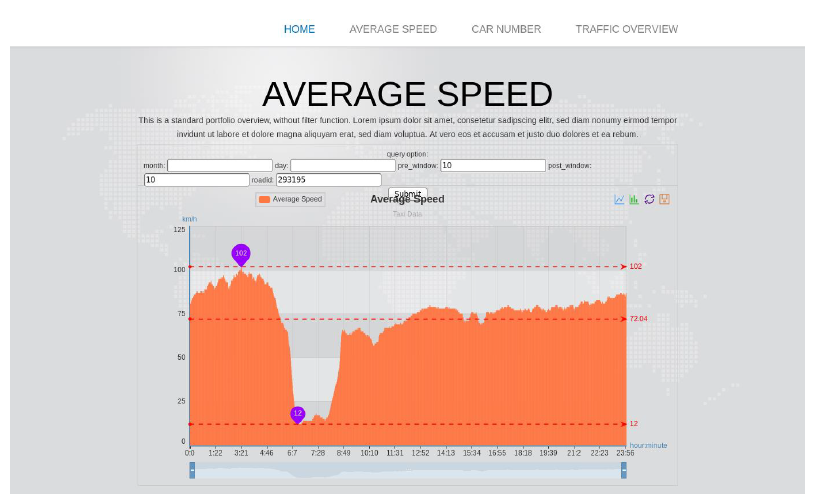 HOME AVERAGE SPEED CAR NUMBER TRAFFIC OVERVIEW
AVERAGE SPEED
This is a standard portfolio overview, without filter function. Lorem ipsum dolor sit amet, consetetur sadipscing elitr, sed diam nonumy eirmod tempor
invidunt ut labore et dolore magna aliquyam erat, sed diam voluptua. At vero eos et accusam et justo duo dolores et ea rebum.
query option:
month: day: pre_window: 10 post_window:
10 roadid: 293195
Submit
Average Speed
Average Speed
Taxi Data
km/h
125
102
100
102
75
72.04
50
25
12
12
0
hour:minute
0:0 1:22 3:21 4:46 6:7 7:28 8:49 10:10 11:31 12:52 14:13 15:34 16:55 18:18 19:39 21:2 22:23 23:56